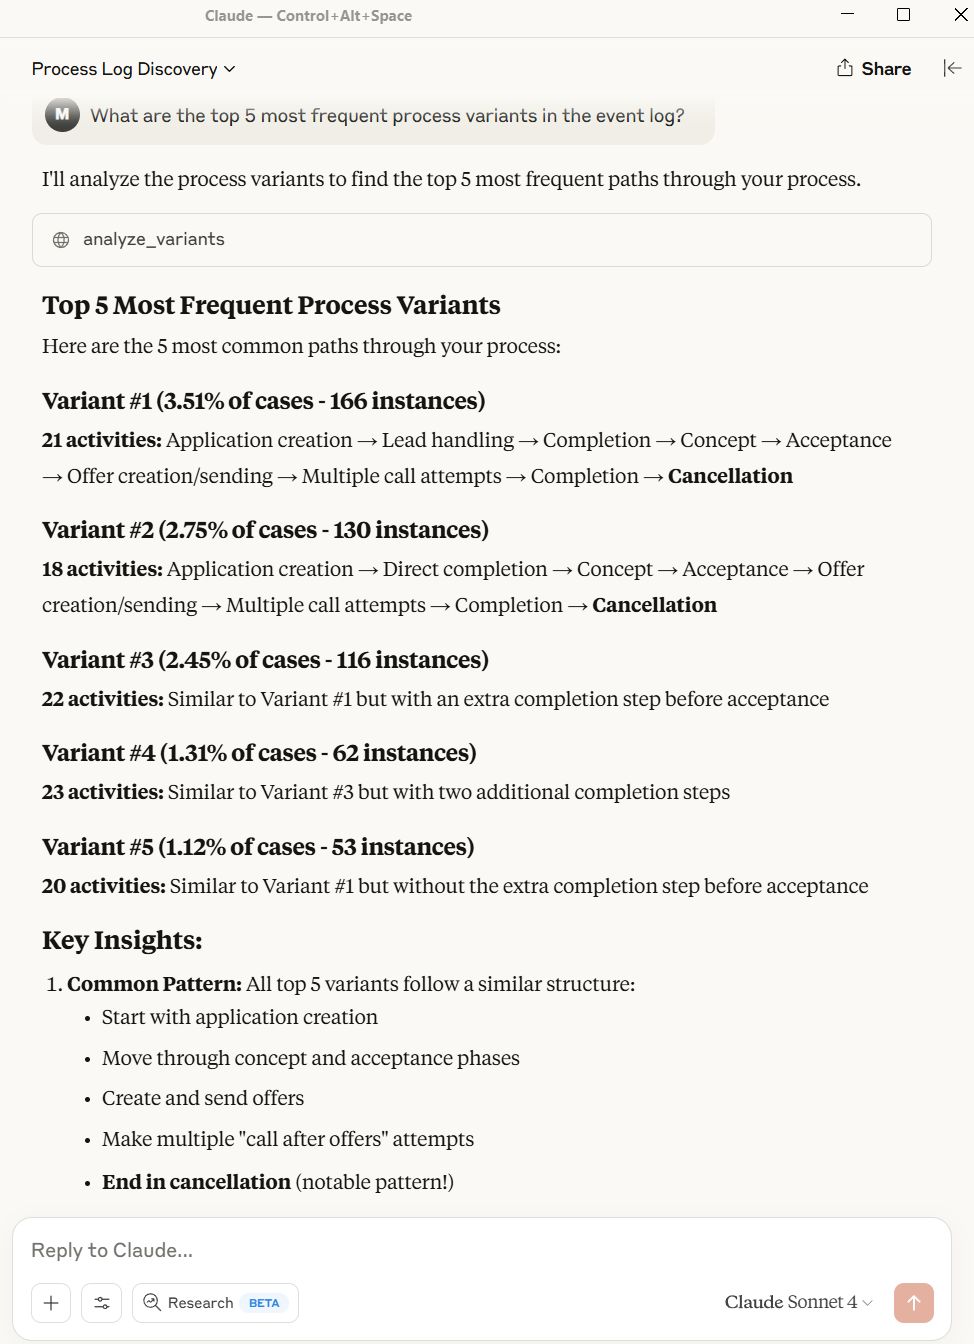 Claude — Control+Alt+Space
Process Log Discovery
Share
M
What are the top 5 most frequent process variants in the event log?
I'll analyze the process variants to find the top 5 most frequent paths through your process.
analyze_variants
Top 5 Most Frequent Process Variants
Here are the 5 most common paths through your process:
Variant #1 (3.51% of cases - 166 instances)
21 activities: Application creation → Lead handling → Completion → Concept → Acceptance
→ Offer creation/sending → Multiple call attempts → Completion → Cancellation
Variant #2 (2.75% of cases - 130 instances)
18 activities: Application creation → Direct completion → Concept → Acceptance → Offer
creation/sending → Multiple call attempts → Completion → Cancellation
Variant #3 (2.45% of cases - 116 instances)
22 activities: Similar to Variant #1 but with an extra completion step before acceptance
Variant #4 (1.31% of cases - 62 instances)
23 activities: Similar to Variant #3 but with two additional completion steps
Variant #5 (1.12% of cases - 53 instances)
20 activities: Similar to Variant #1 but without the extra completion step before acceptance
Key Insights:
1. Common Pattern: All top 5 variants follow a similar structure:
• Start with application creation
• Move through concept and acceptance phases
• Create and send offers
• Make multiple "call after offers" attempts
• End in cancellation (notable pattern!)
Reply to Claude...
Research BETA
Claude Sonnet 4